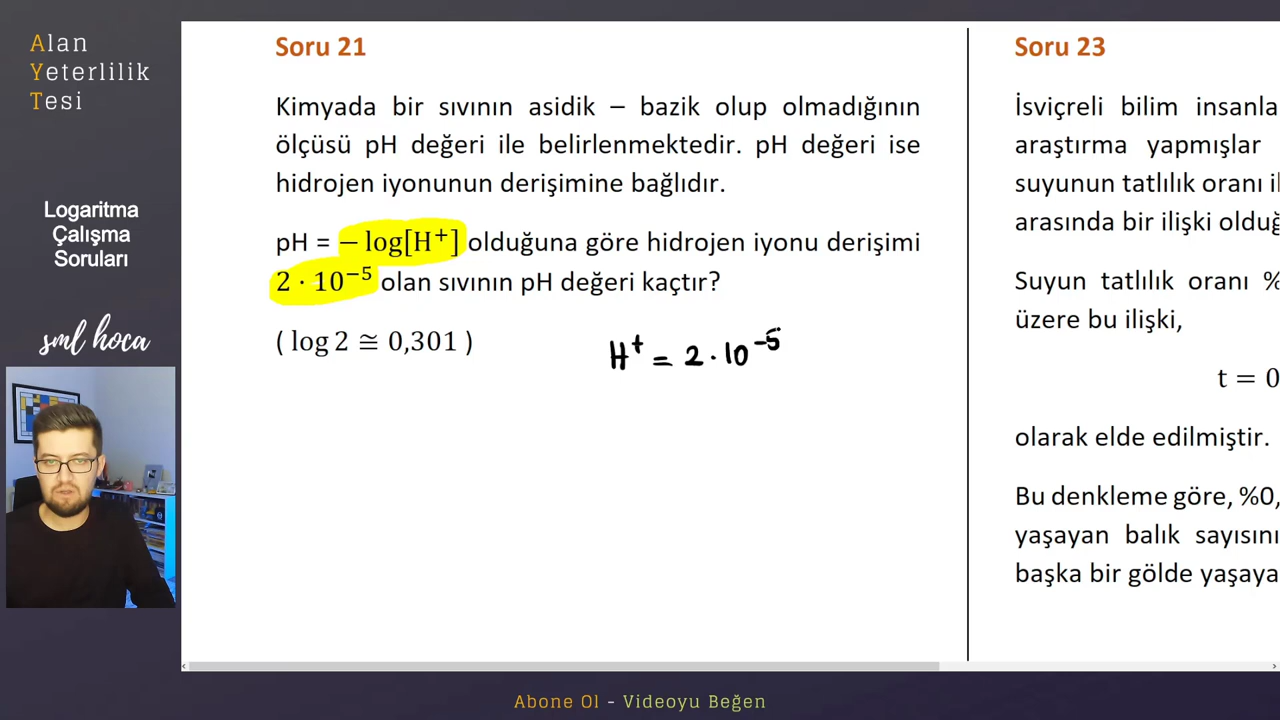 Alan
Yeterlilik
Tesi
Logaritma
Çalışma
Soruları
sml hoca
Soru 21
Kimyada bir sıvının asidik – bazik olup olmadığının
ölçüsü pH değeri ile belirlenmektedir. pH değeri ise
hidrojen iyonunun derişimine bağlıdır.
pH = − log[H⁺] olduğuna göre hidrojen iyonu derişimi
2 · 10⁻⁵ olan sıvının pH değeri kaçtır?
( log 2 ≅ 0,301 )
H⁺ = 2 · 10⁻⁵
Soru 23
İsviçreli bilim insanla
araştırma yapmışlar
suyunun tatlılık oranı il
arasında bir ilişki olduğ
Suyun tatlılık oranı %
üzere bu ilişki,
t = 0
olarak elde edilmiştir.
Bu denkleme göre, %0,
yaşayan balık sayısını
başka bir gölde yaşaya
Abone Ol - Videoyu Beğen